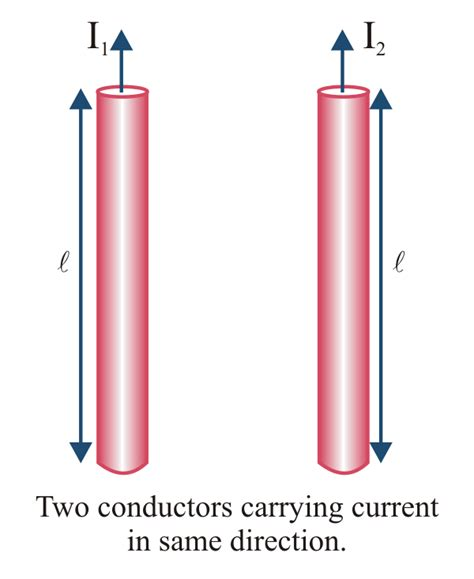 I₁ I₂
ℓ ℓ
Two conductors carrying current
in same direction.